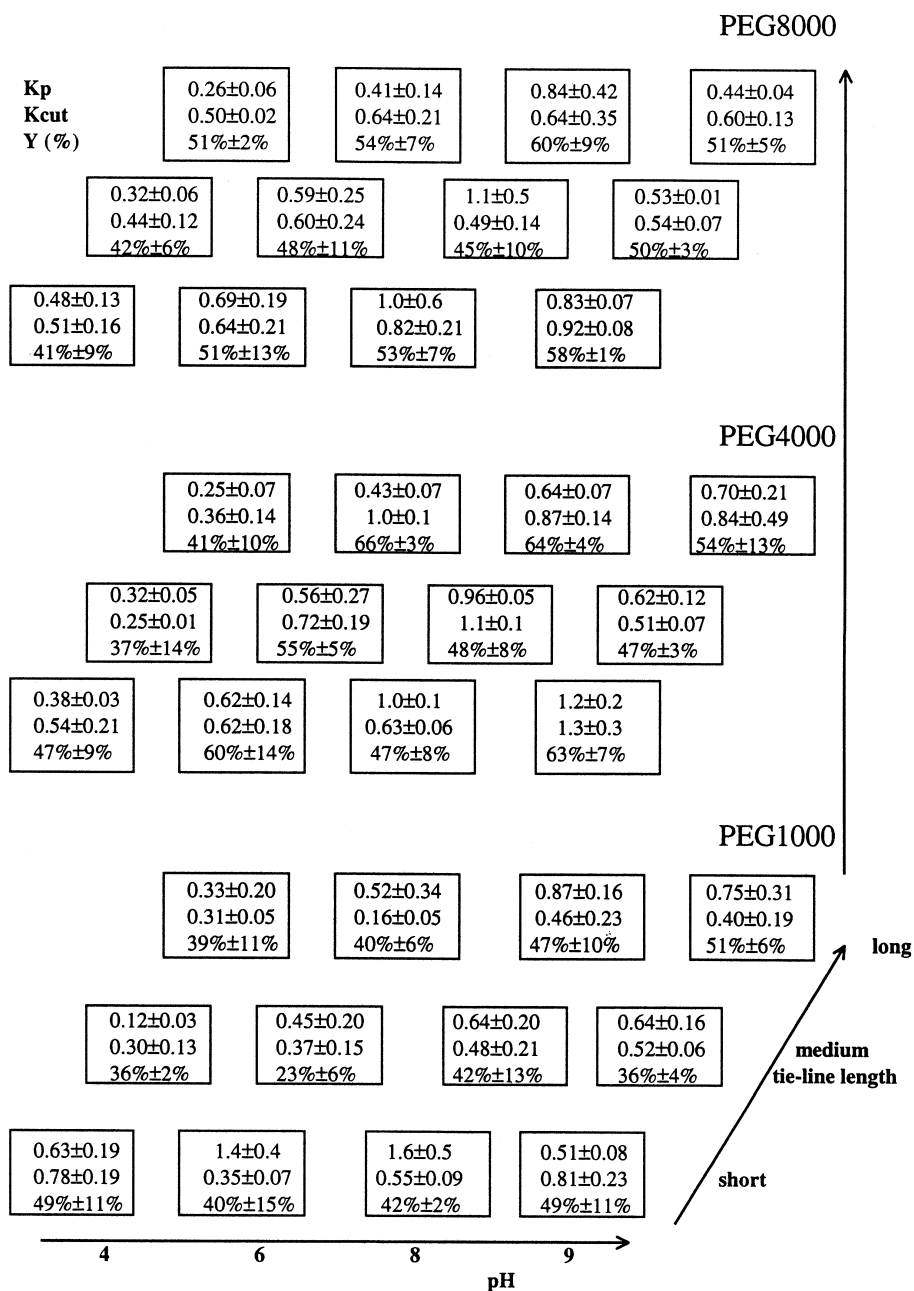 PEG8000
Kp 0.26±0.06 0.41±0.14 0.84±0.42 0.44±0.04
Kcut 0.50±0.02 0.64±0.21 0.64±0.35 0.60±0.13
Y (%) 51%±2% 54%±7% 60%±9% 51%±5%
0.32±0.06 0.59±0.25 1.1±0.5 0.53±0.01
0.44±0.12 0.60±0.24 0.49±0.14 0.54±0.07
42%±6% 48%±11% 45%±10% 50%±3%
0.48±0.13 0.69±0.19 1.0±0.6 0.83±0.07
0.51±0.16 0.64±0.21 0.82±0.21 0.92±0.08
41%±9% 51%±13% 53%±7% 58%±1%
PEG4000
0.25±0.07 0.43±0.07 0.64±0.07 0.70±0.21
0.36±0.14 1.0±0.1 0.87±0.14 0.84±0.49
41%±10% 66%±3% 64%±4% 54%±13%
0.32±0.05 0.56±0.27 0.96±0.05 0.62±0.12
0.25±0.01 0.72±0.19 1.1±0.1 0.51±0.07
37%±14% 55%±5% 48%±8% 47%±3%
0.38±0.03 0.62±0.14 1.0±0.1 1.2±0.2
0.54±0.21 0.62±0.18 0.63±0.06 1.3±0.3
47%±9% 60%±14% 47%±8% 63%±7%
PEG1000
0.33±0.20 0.52±0.34 0.87±0.16 0.75±0.31
0.31±0.05 0.16±0.05 0.46±0.23 0.40±0.19
39%±11% 40%±6% 47%±10% 51%±6%
long
0.12±0.03 0.45±0.20 0.64±0.20 0.64±0.16
0.30±0.13 0.37±0.15 0.48±0.21 0.52±0.06
36%±2% 23%±6% 42%±13% 36%±4%
medium
tie-line length
0.63±0.19 1.4±0.4 1.6±0.5 0.51±0.08
0.78±0.19 0.35±0.07 0.55±0.09 0.81±0.23
49%±11% 40%±15% 42%±2% 49%±11%
short
4 6 8 9
pH